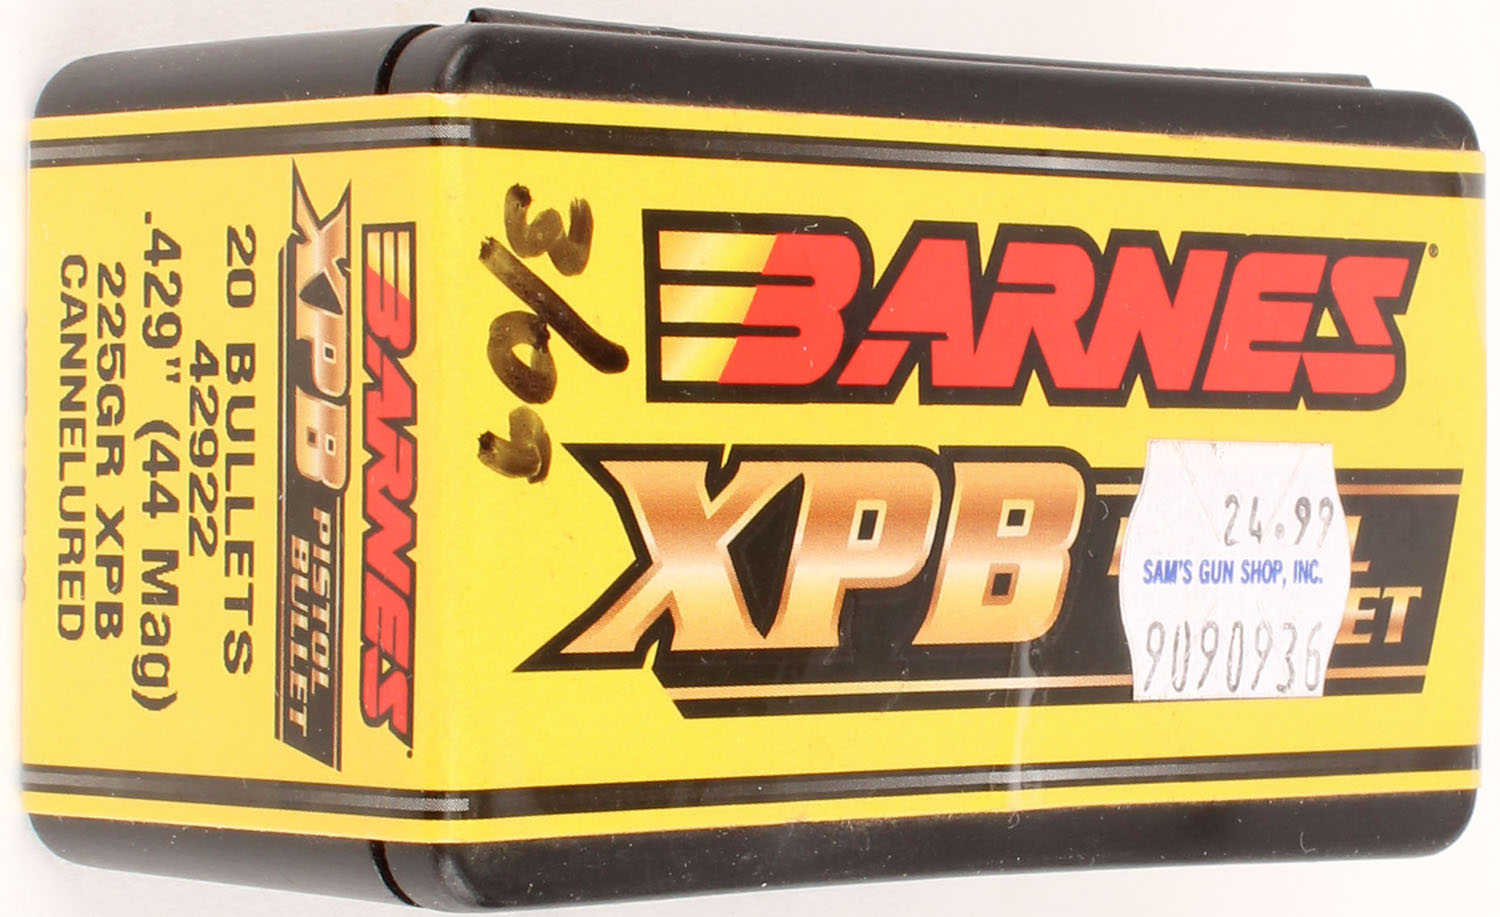 BARNES®
XPB
24.99
SAM'S GUN SHOP, INC.
9090936
3/09
BARNES
XPB PISTOL
BULLET
20 BULLETS
42922
.429" (44 Mag)
225GR XPB
CANNELURED